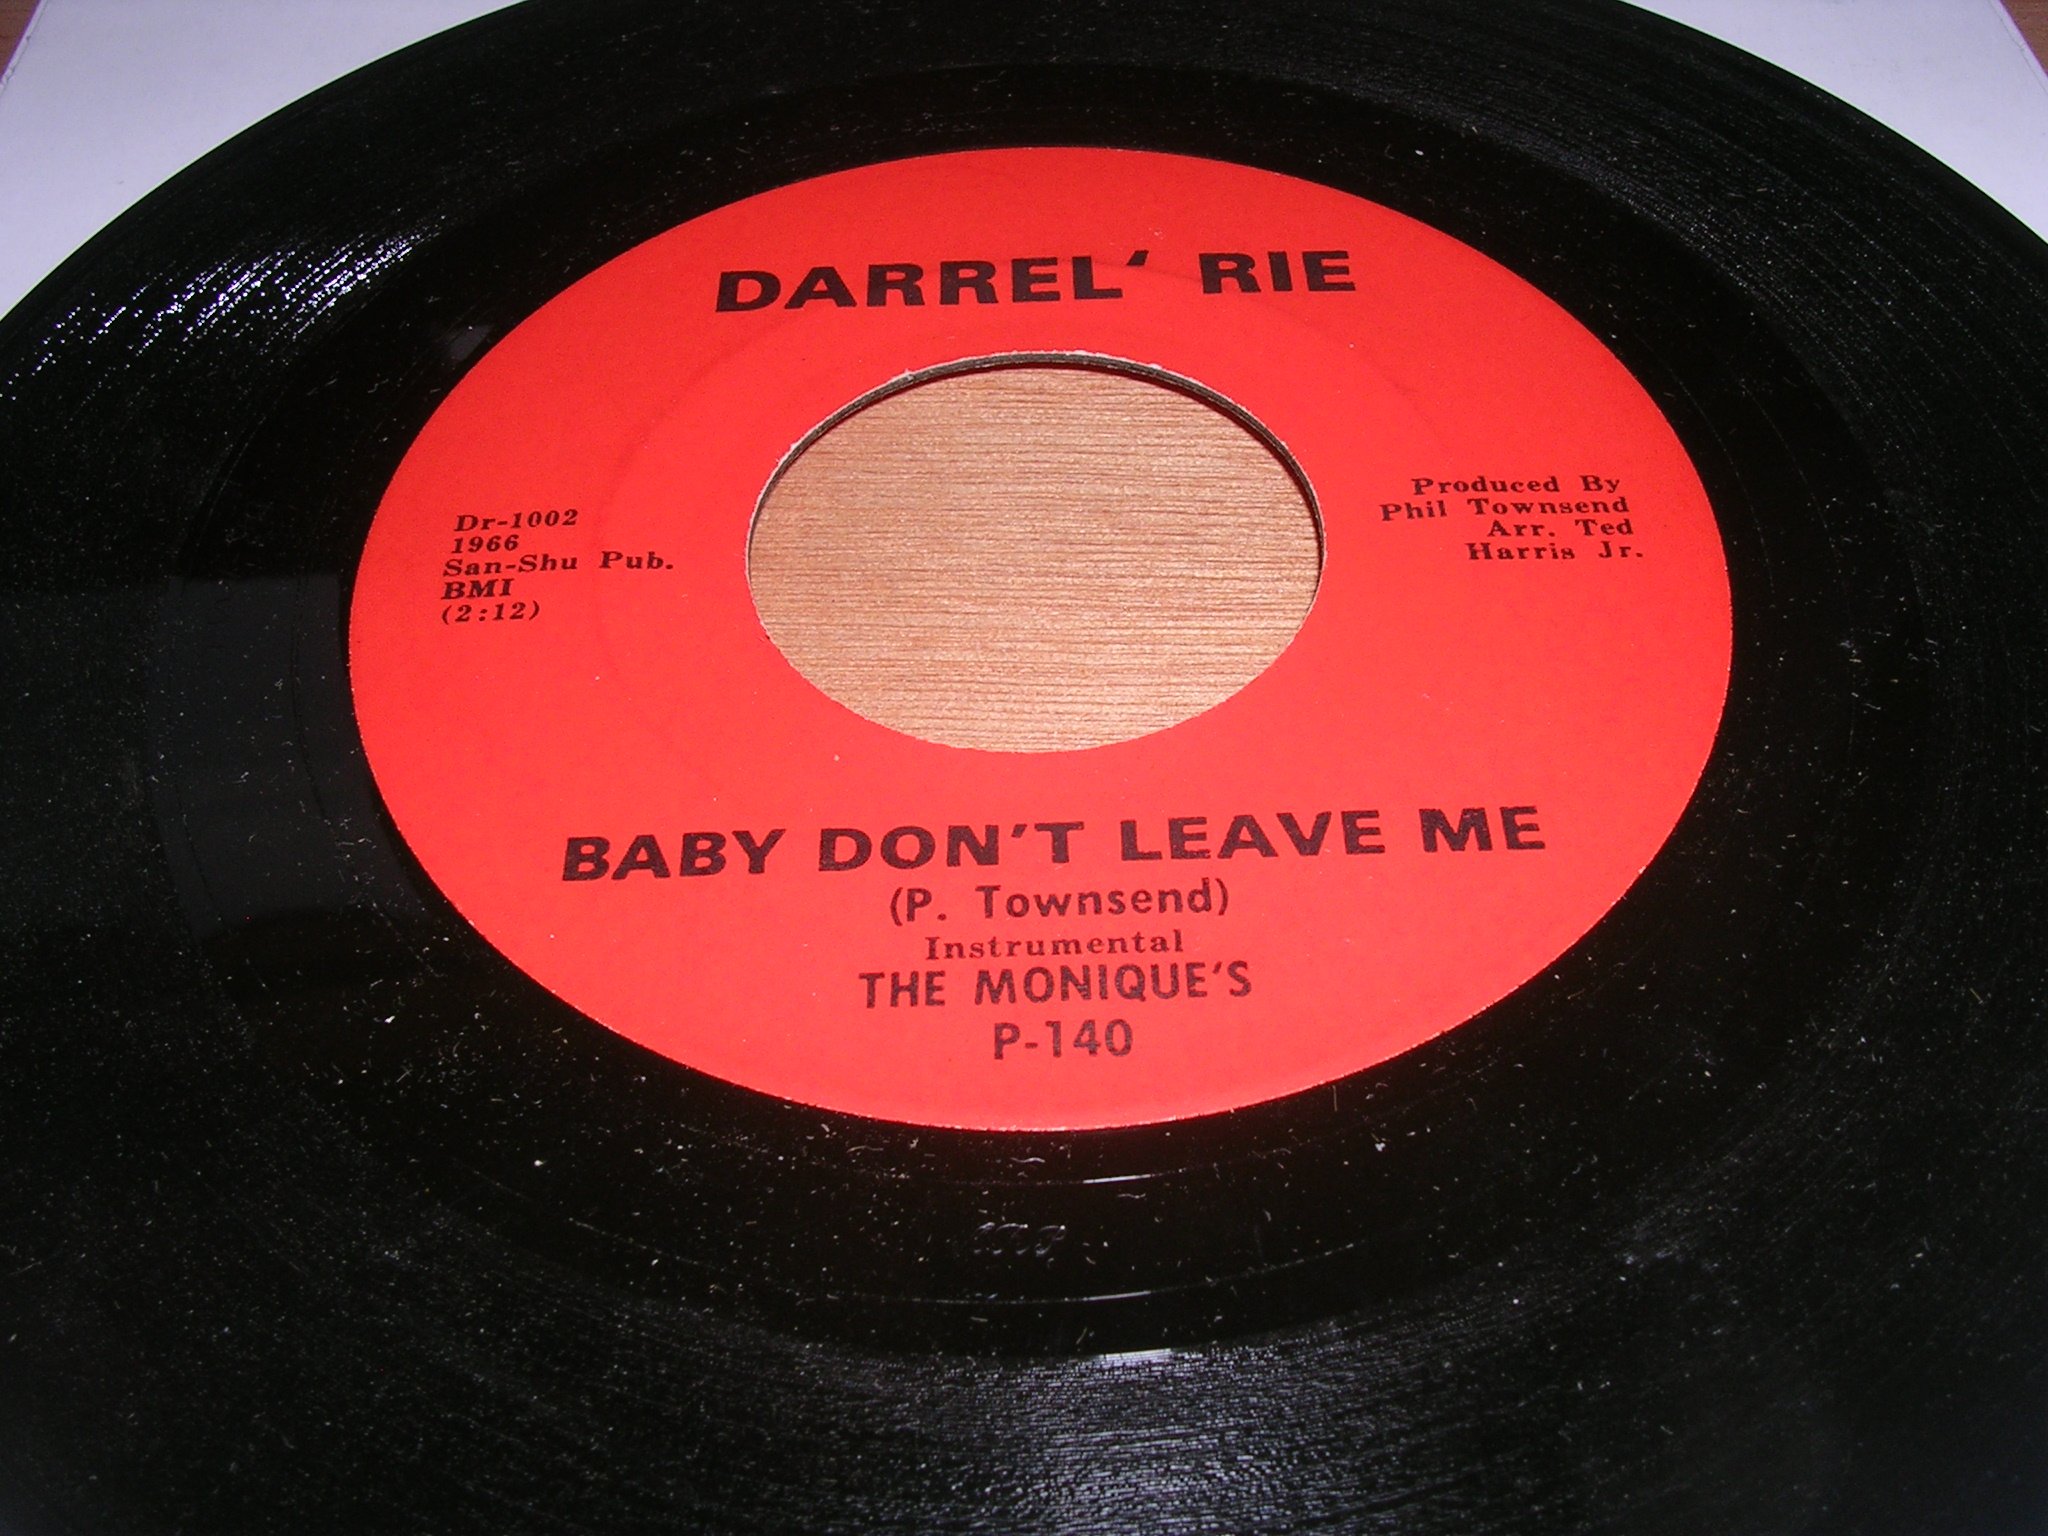 DARREL' RIE
Dr-1002
1966
San-Shu Pub.
BMI
(2:12)
Produced By
Phil Townsend
Arr. Ted
Harris Jr.
BABY DON'T LEAVE ME
(P. Townsend)
Instrumental
THE MONIQUE'S
P-140